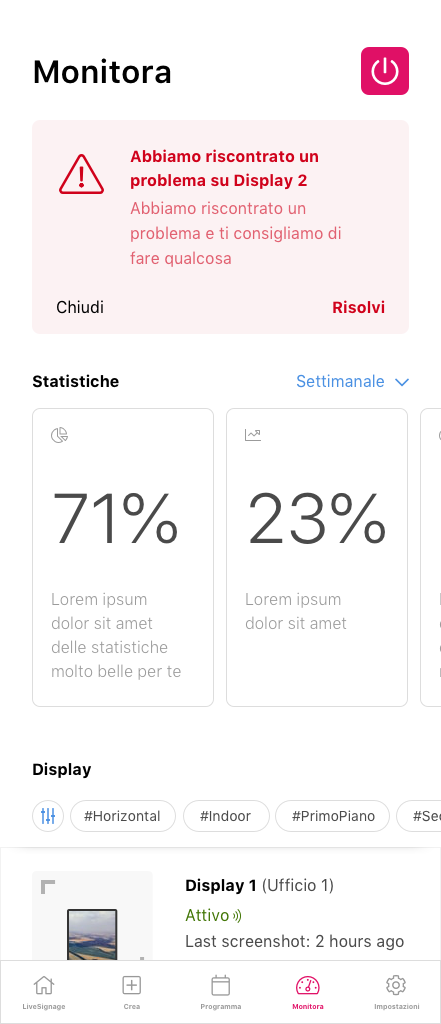 Monitora
Abbiamo riscontrato un
problema su Display 2
Abbiamo riscontrato un
problema e ti consigliamo di
fare qualcosa
Chiudi
Risolvi
Statistiche
Settimanale
71%
Lorem ipsum
dolor sit amet
delle statistiche
molto belle per te
23%
Lorem ipsum
dolor sit amet
Display
#Horizontal
#Indoor
#PrimoPiano
Display 1 (Ufficio 1)
Attivo
Last screenshot: 2 hours ago
LiveSignage
Crea
Programma
Monitora
Impostazioni